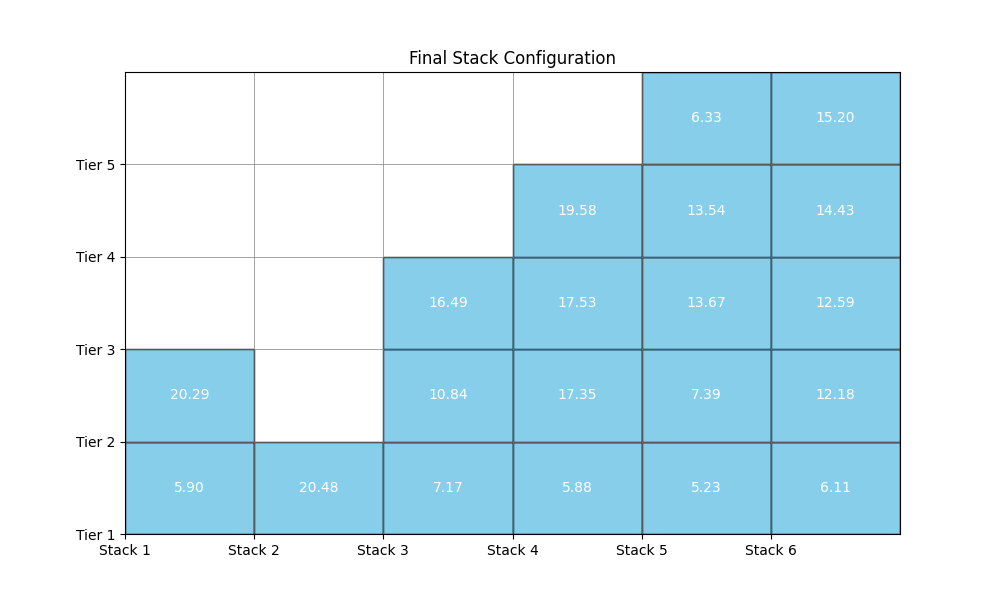 Final Stack Configuration
6.33 15.20
Tier 5
19.58 13.54 14.43
Tier 4
16.49 17.53 13.67 12.59
Tier 3
20.29 10.84 17.35 7.39 12.18
Tier 2
5.90 20.48 7.17 5.88 5.23 6.11
Tier 1
Stack 1 Stack 2 Stack 3 Stack 4 Stack 5 Stack 6